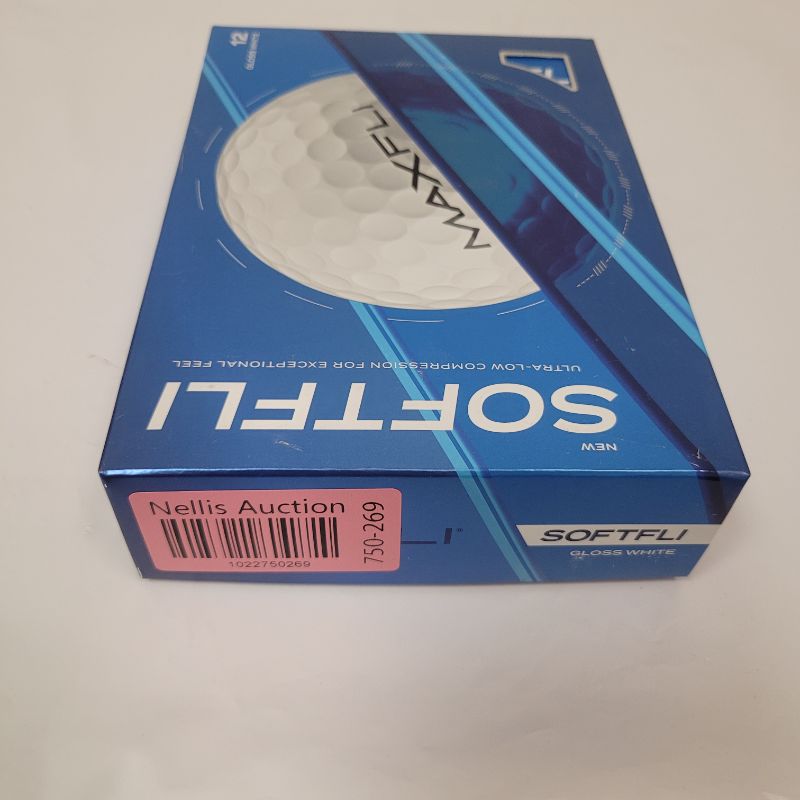 12
GLOSS WHITE
FLI
MAXFLI
ULTRA-LOW COMPRESSION FOR EXCEPTIONAL FEEL
SOFTFLI
NEW
Nellis Auction
1022750269
750-269
SOFTFLI
GLOSS WHITE